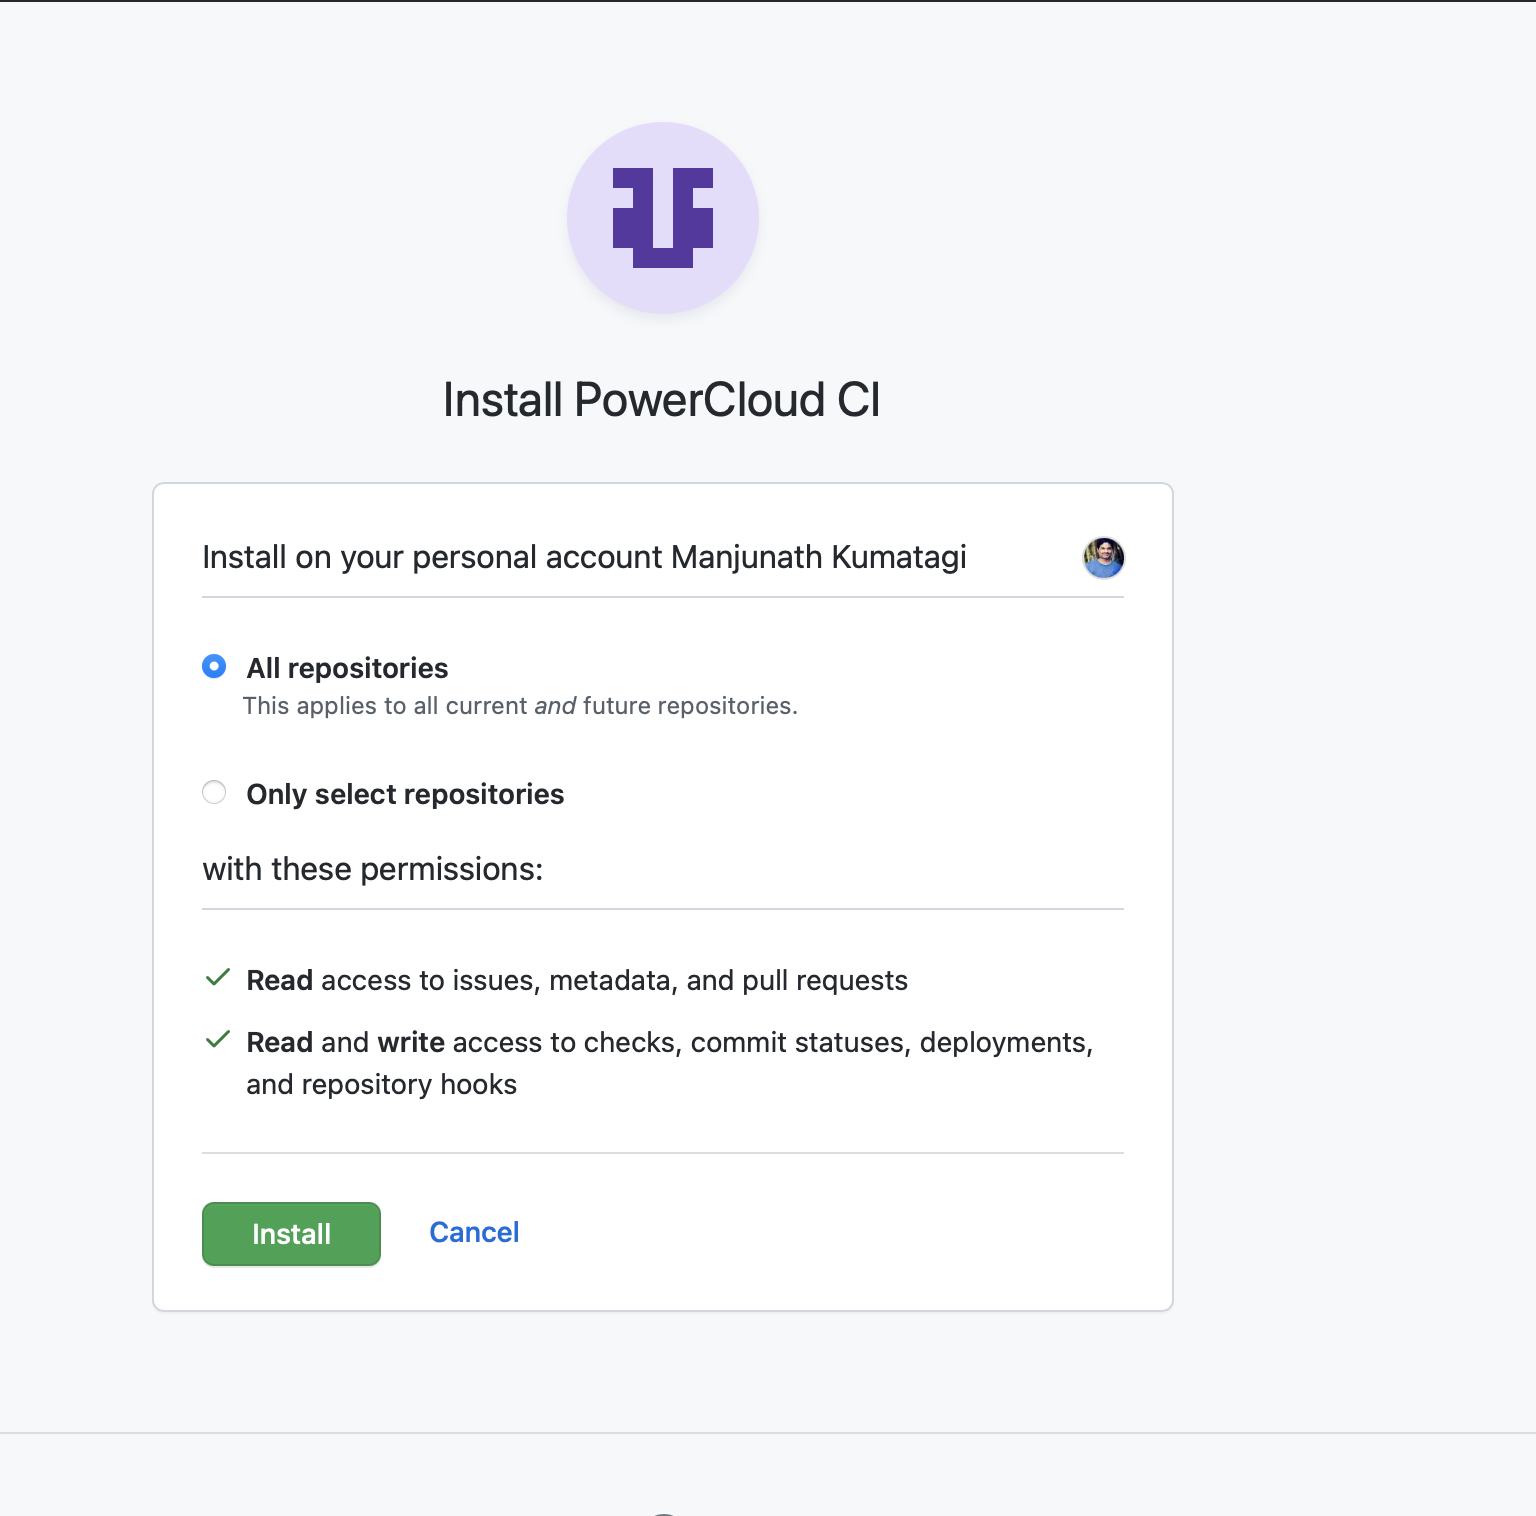 Install PowerCloud CI
Install on your personal account Manjunath Kumatagi
All repositories
This applies to all current and future repositories.
Only select repositories
with these permissions:
Read access to issues, metadata, and pull requests
Read and write access to checks, commit statuses, deployments,
and repository hooks
Install
Cancel